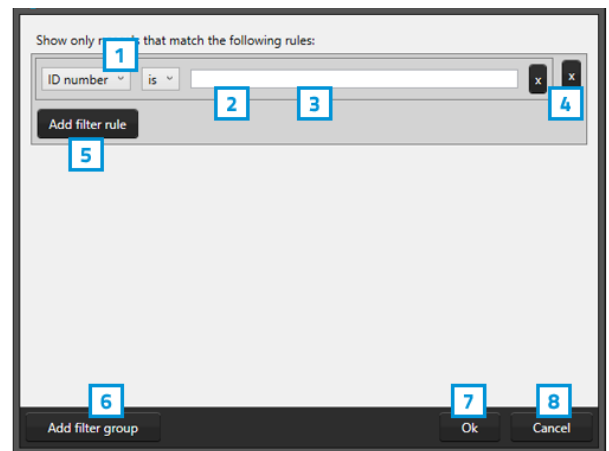 Show only that match the following rules:
1
ID number is x x
2 3 4
Add filter rule
5
6 7 8
Add filter group Ok Cancel